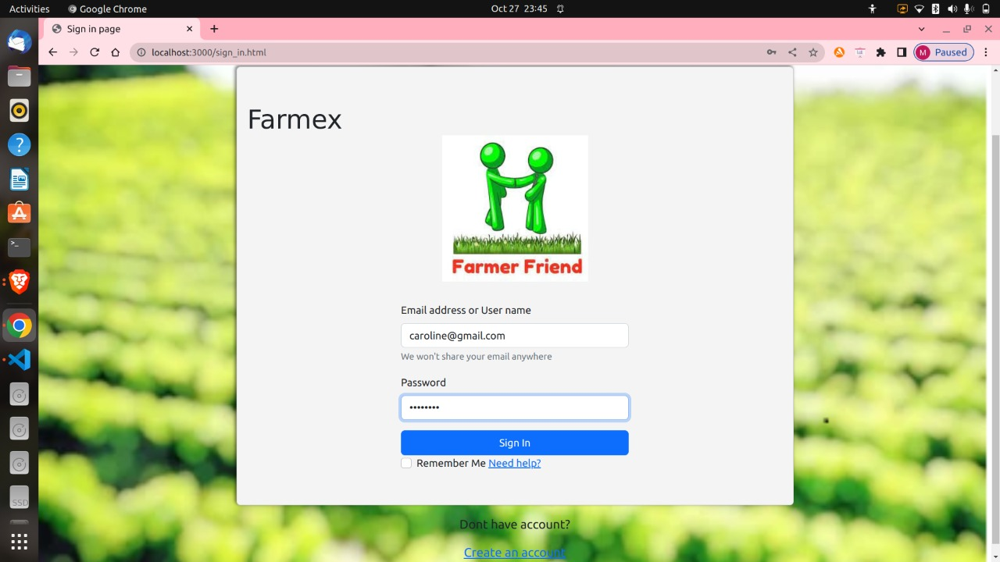 Activities
Google Chrome
Oct 27 23:45
Sign in page
localhost:3000/sign_in.html
M
Paused
Farmex
Farmer Friend
Email address or User name
caroline@gmail.com
We won't share your email anywhere
Password
••••••••
Sign In
Remember Me Need help?
SSD
Dont have account?
Create an account